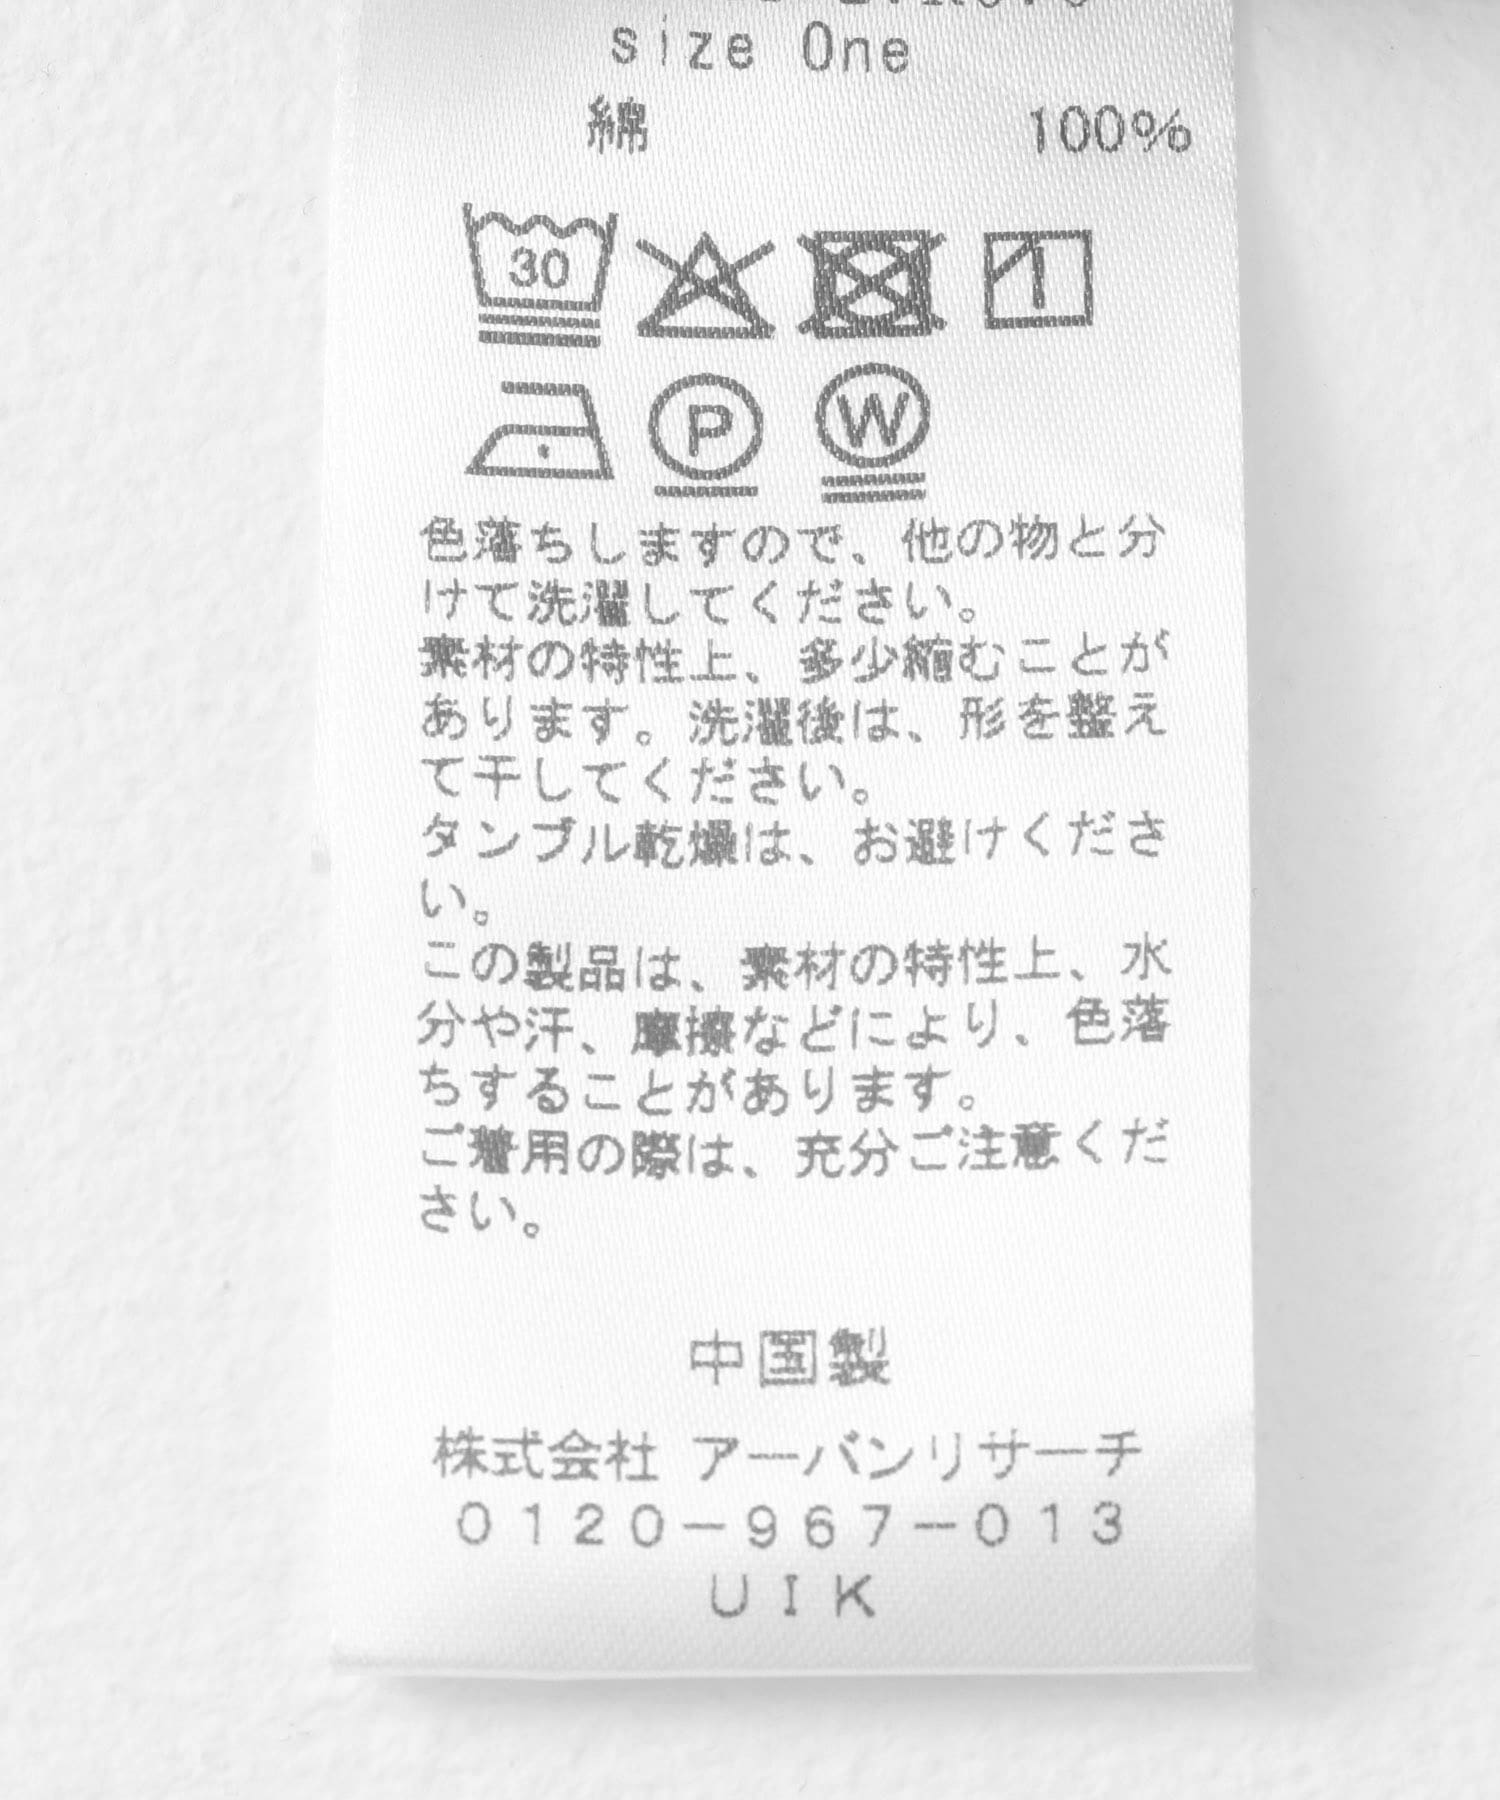 size One
綿 100%
30
P
W
色落ちしますので、他の物と分
けて洗濯してください。
素材の特性上、多少縮むことが
あります。洗濯後は、形を整え
て干してください。
タンブル乾燥は、お避けくださ
い。
この製品は、素材の特性上、水
分や汗、摩擦などにより、色落
ちすることがあります。
ご着用の際は、充分ご注意くだ
さい。
中国製
株式会社 アーバンリサーチ
0120-967-013
UIK